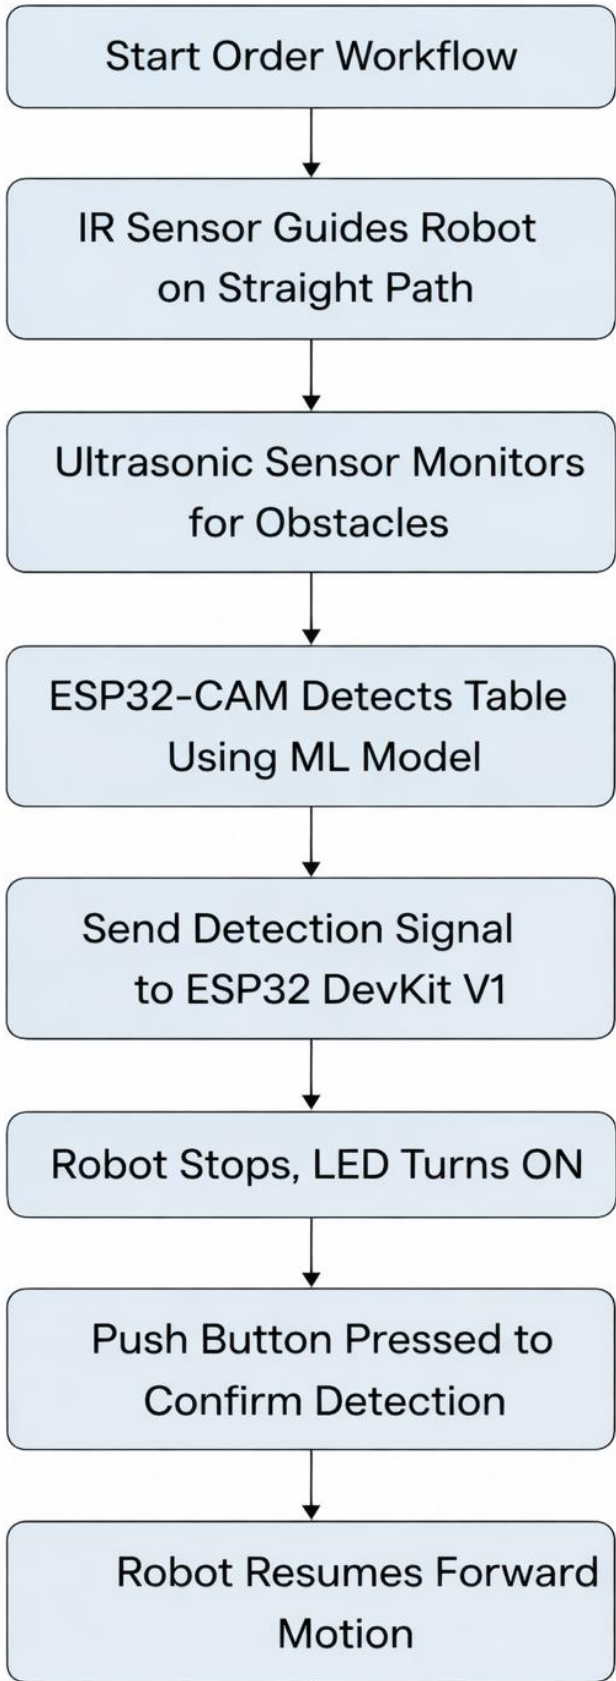 Start Order Workflow
IR Sensor Guides Robot
on Straight Path
Ultrasonic Sensor Monitors
for Obstacles
ESP32-CAM Detects Table
Using ML Model
Send Detection Signal
to ESP32 DevKit V1
Robot Stops, LED Turns ON
Push Button Pressed to
Confirm Detection
Robot Resumes Forward
Motion